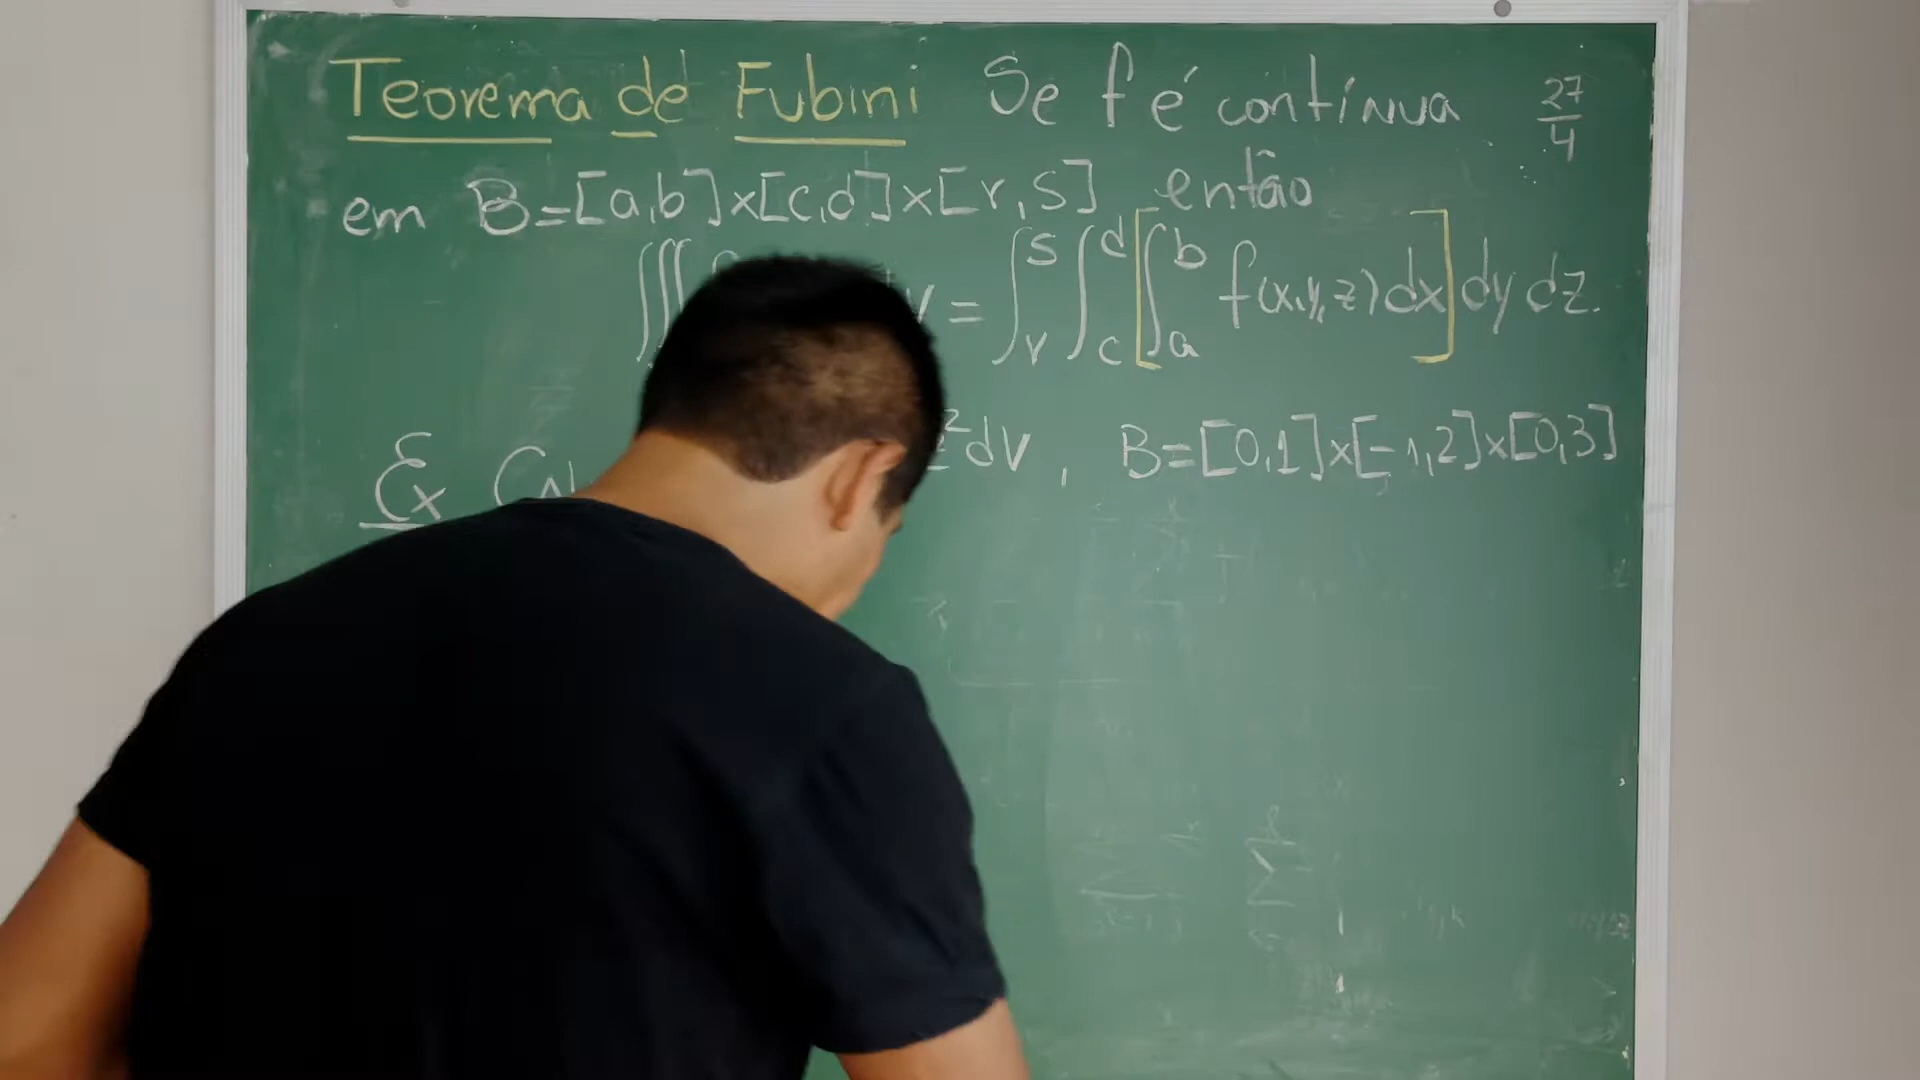 Teorema de Fubini Se f é contínua 27/4
em B=[a,b]×[c,d]×[r,s] então
∭ = ∫_r^s ∫_c^d [∫_a^b f(x,y,z)dx] dy dz.
Ex z²dV, B=[0,1]×[-1,2]×[0,3]